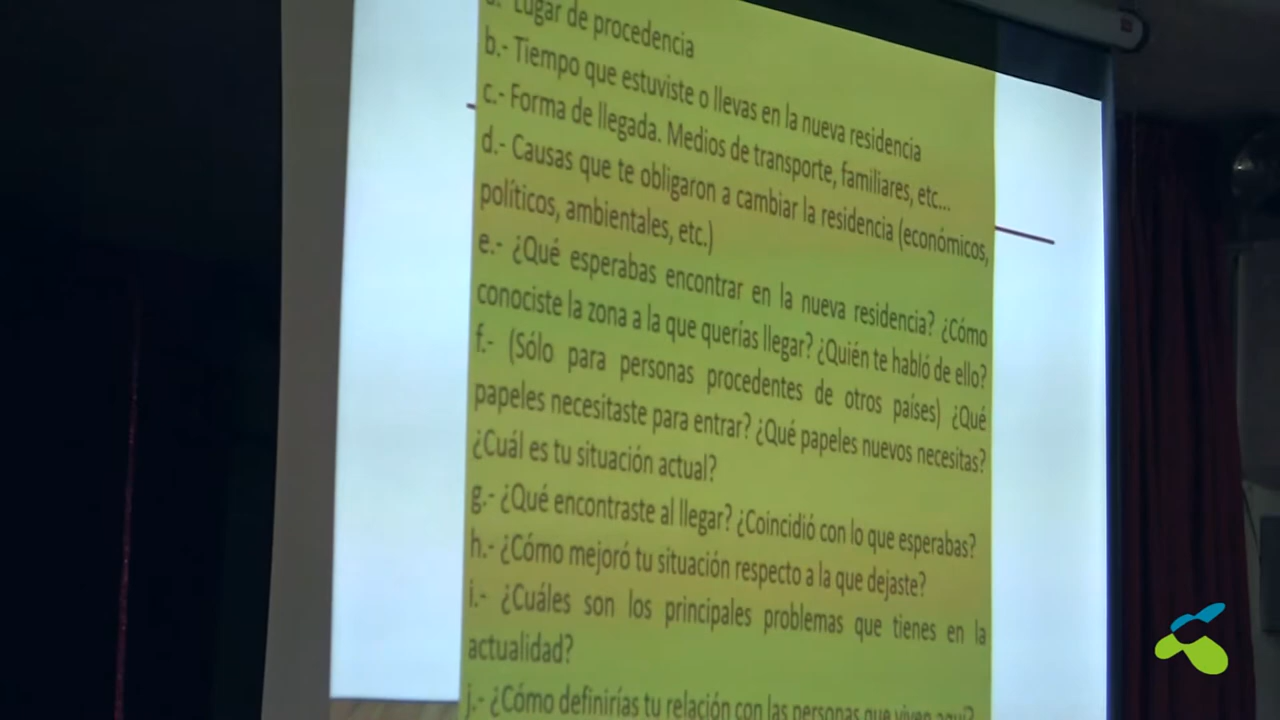 a.- Lugar de procedencia
b.- Tiempo que estuviste o llevas en la nueva residencia
c.- Forma de llegada. Medios de transporte, familiares, etc...
d.- Causas que te obligaron a cambiar la residencia (económicos,
políticos, ambientales, etc.)
e.- ¿Qué esperabas encontrar en la nueva residencia? ¿Cómo
conociste la zona a la que querías llegar? ¿Quién te habló de ello?
f.- (Sólo para personas procedentes de otros países) ¿Qué
papeles necesitaste para entrar? ¿Qué papeles nuevos necesitas?
¿Cuál es tu situación actual?
g.- ¿Qué encontraste al llegar? ¿Coincidió con lo que esperabas?
h.- ¿Cómo mejoró tu situación respecto a la que dejaste?
i.- ¿Cuáles son los principales problemas que tienes en la
actualidad?
j.- ¿Cómo definirías tu relación con las personas que viven aquí?